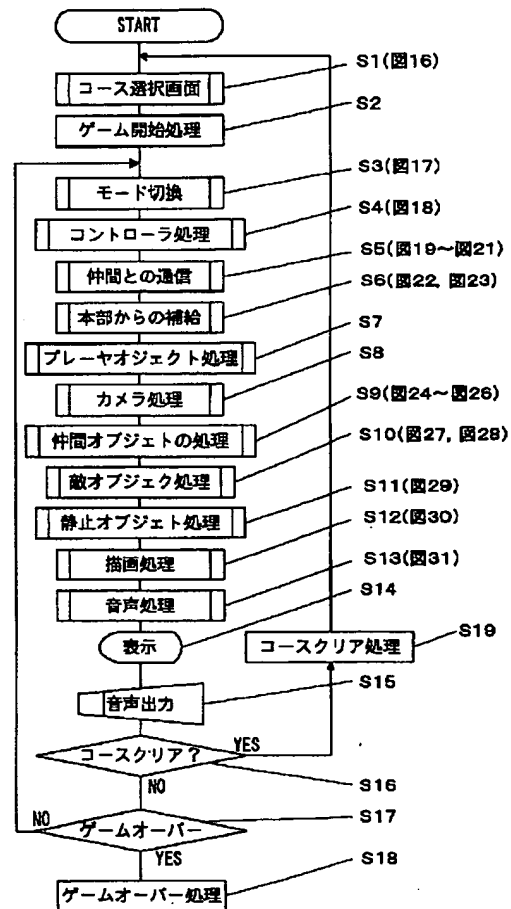 START
S1(図16)
コース選択画面
S2
ゲーム開始処理
S3(図17)
モード切換
S4(図18)
コントローラ処理
S5(図19〜図21)
仲間との通信
S6(図22, 図23)
本部からの補給
S7
プレーヤオジェクト処理
S8
カメラ処理
S9(図24〜図26)
仲間オブジェトの処理
S10(図27, 図28)
敵オブジェク処理
S11(図29)
静止オブジェト処理
S12(図30)
描画処理
S13(図31)
音声処理
S14
表示
S19
コースクリア処理
S15
音声出力
コースクリア？
YES
S16
NO
S17
NO
ゲームオーバー
YES
S18
ゲームオーバー処理